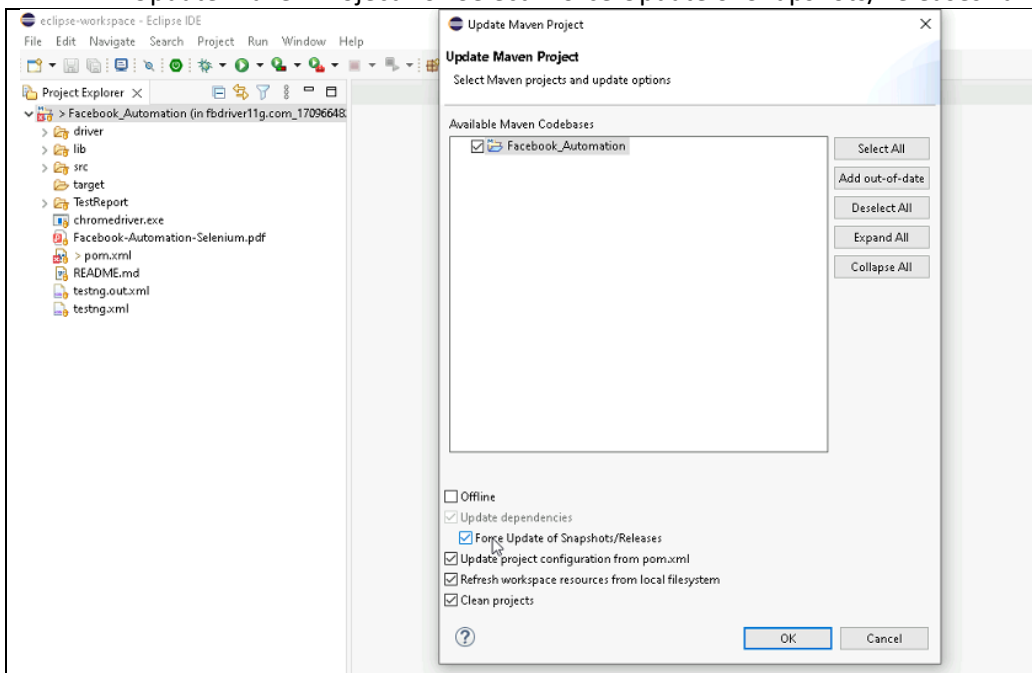 eclipse-workspace - Eclipse IDE
File Edit Navigate Search Project Run Window Help
Project Explorer
> Facebook_Automation (in fbdriver11g.com_17096648
driver
lib
src
target
TestReport
chromedriver.exe
Facebook-Automation-Selenium.pdf
> pom.xml
README.md
testng.out.xml
testng.xml
Update Maven Project
Update Maven Project
Select Maven projects and update options
Available Maven Codebases
Facebook_Automation
Select All
Add out-of-date
Deselect All
Expand All
Collapse All
Offline
Update dependencies
Force Update of Snapshots/Releases
Update project configuration from pom.xml
Refresh workspace resources from local filesystem
Clean projects
OK
Cancel